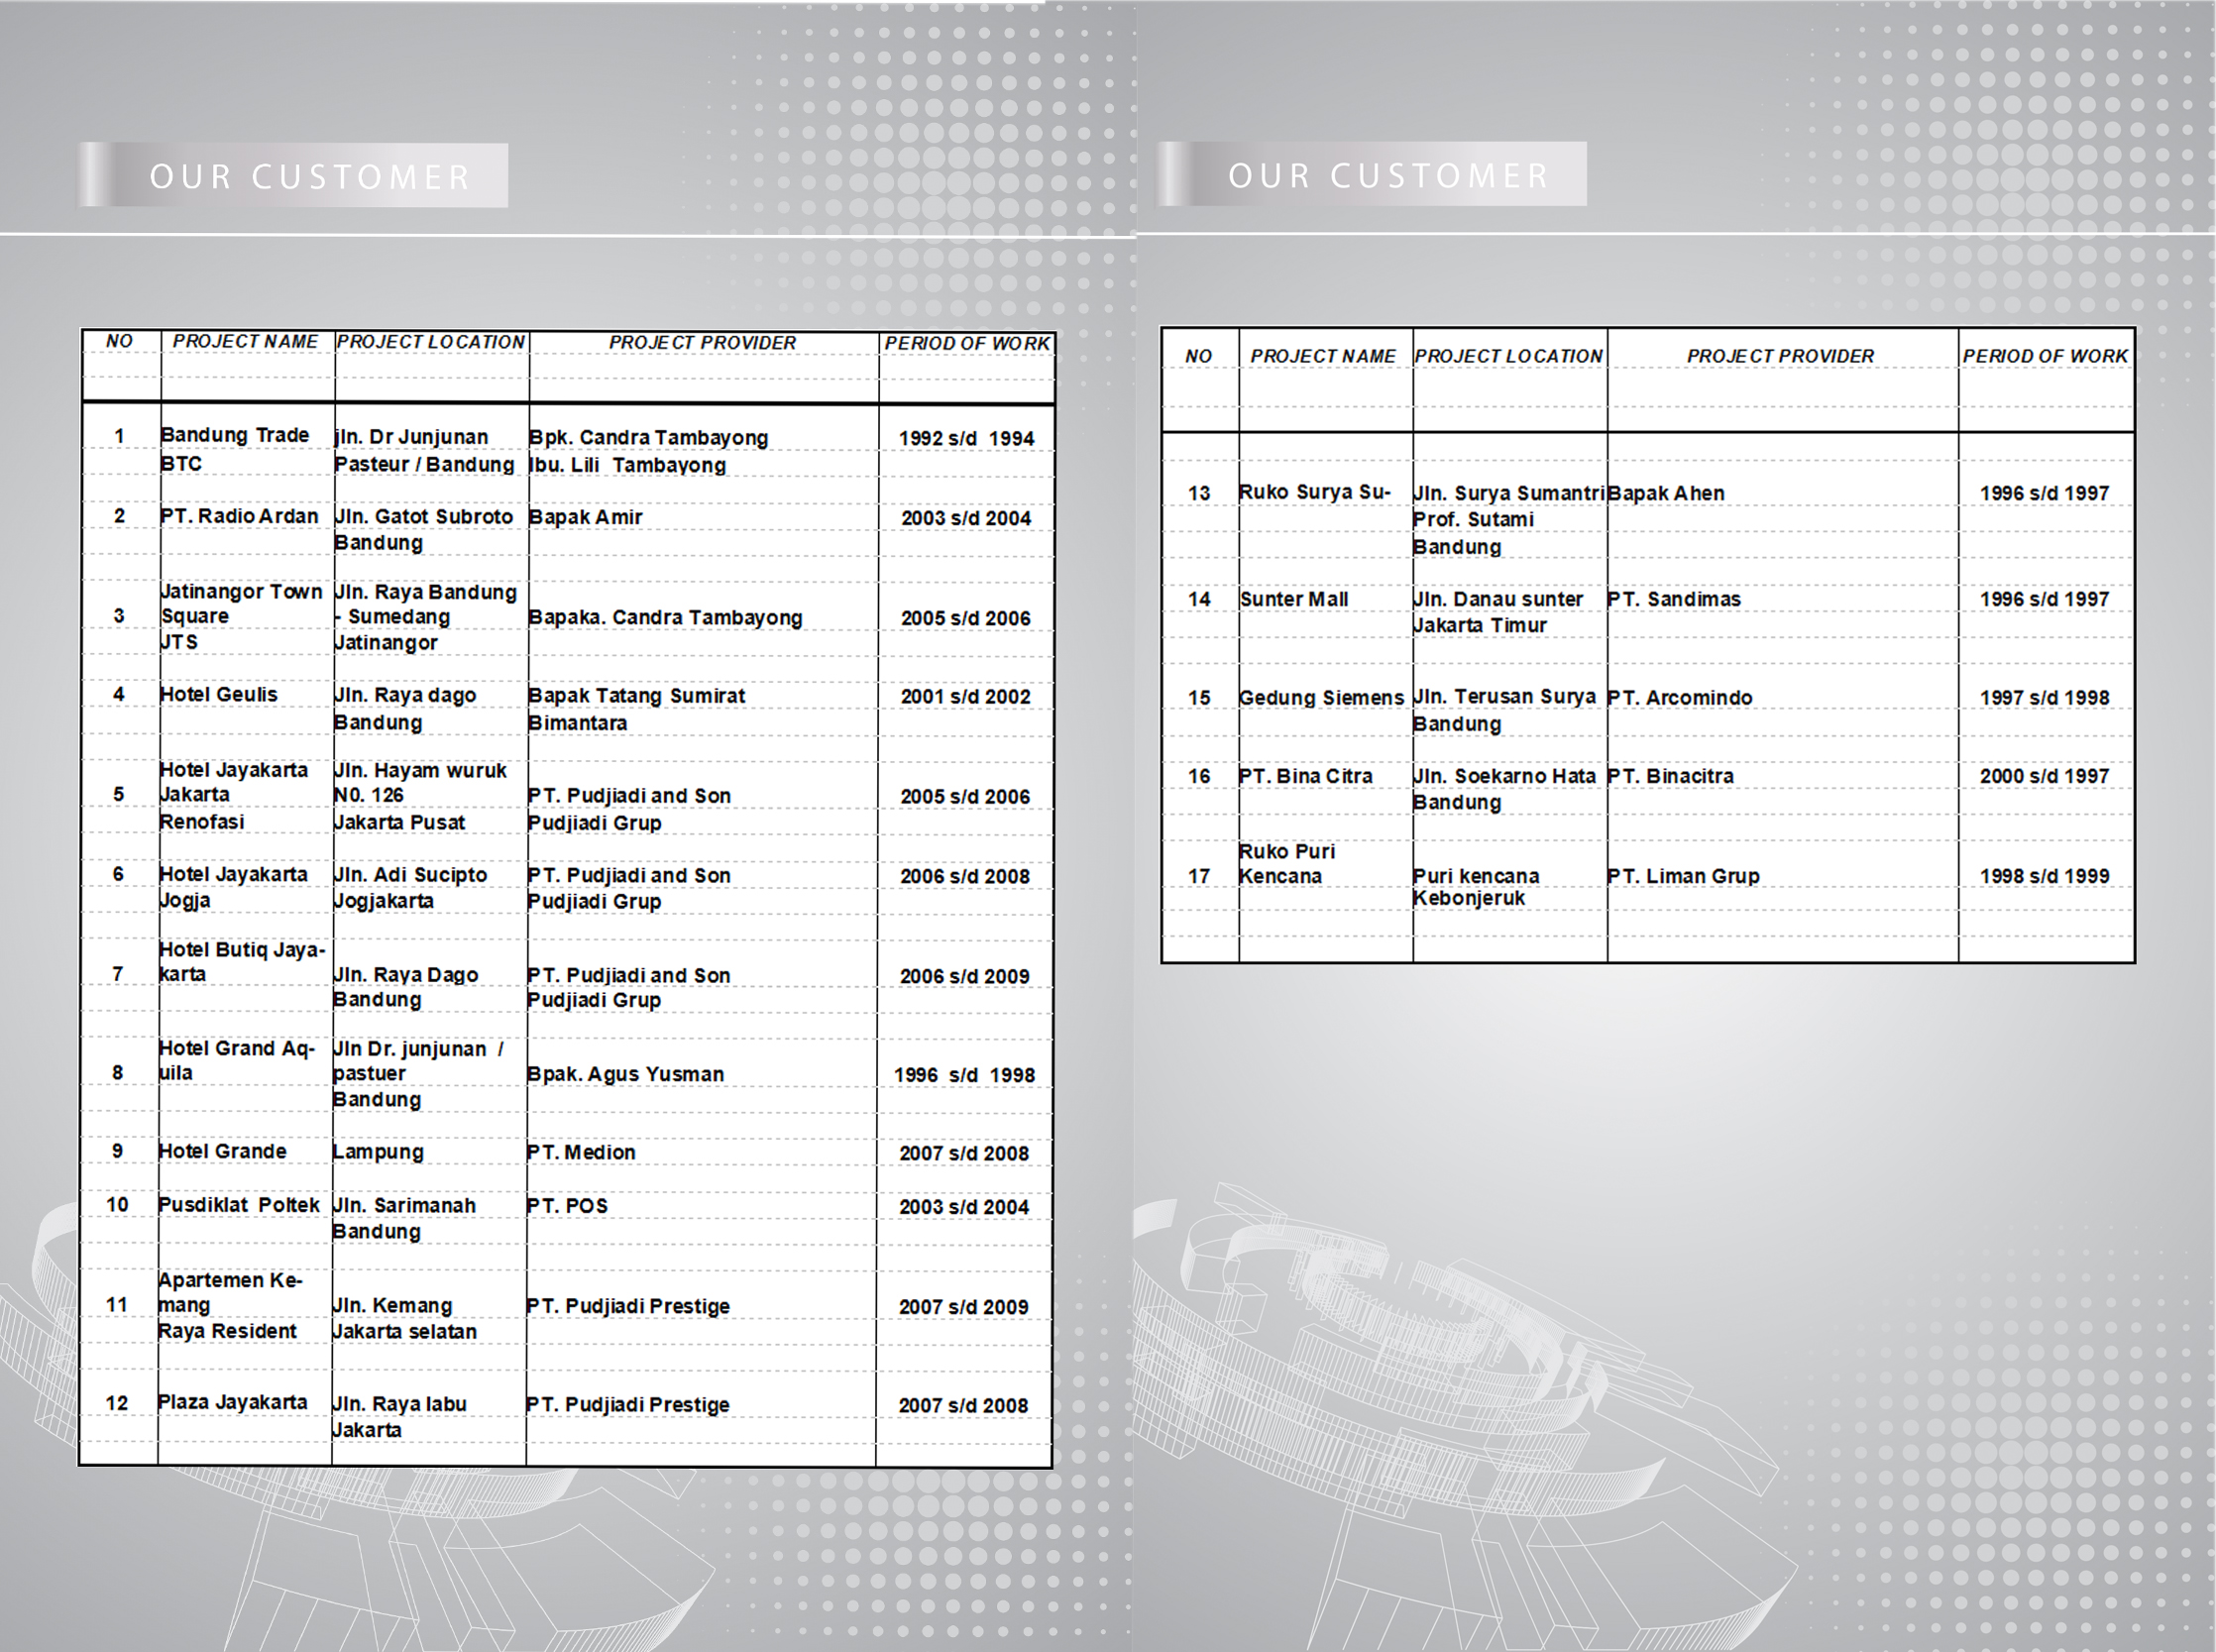 OUR CUSTOMER
NO PROJECT NAME PROJECT LOCATION PROJECT PROVIDER PERIOD OF WORK
1 Bandung Trade jln. Dr Junjunan Bpk. Candra Tambayong 1992 s/d 1994
BTC Pasteur / Bandung Ibu. Lili Tambayong
2 PT. Radio Ardan Jln. Gatot Subroto Bapak Amir 2003 s/d 2004
Bandung
Jatinangor Town Jln. Raya Bandung
3 Square - Sumedang Bapaka. Candra Tambayong 2005 s/d 2006
JTS Jatinangor
4 Hotel Geulis Jln. Raya dago Bapak Tatang Sumirat 2001 s/d 2002
Bandung Bimantara
Hotel Jayakarta Jln. Hayam wuruk
5 Jakarta N0. 126 PT. Pudjiadi and Son 2005 s/d 2006
Renofasi Jakarta Pusat Pudjiadi Grup
6 Hotel Jayakarta Jln. Adi Sucipto PT. Pudjiadi and Son 2006 s/d 2008
Jogja Jogjakarta Pudjiadi Grup
Hotel Butiq Jaya-
7 karta Jln. Raya Dago PT. Pudjiadi and Son 2006 s/d 2009
Bandung Pudjiadi Grup
Hotel Grand Aq- Jln Dr. junjunan /
8 uila pastuer Bpak. Agus Yusman 1996 s/d 1998
Bandung
9 Hotel Grande Lampung PT. Medion 2007 s/d 2008
10 Pusdiklat Poltek Jln. Sarimanah PT. POS 2003 s/d 2004
Bandung
Apartemen Ke-
11 mang Jln. Kemang PT. Pudjiadi Prestige 2007 s/d 2009
Raya Resident Jakarta selatan
12 Plaza Jayakarta Jln. Raya labu PT. Pudjiadi Prestige 2007 s/d 2008
Jakarta
OUR CUSTOMER
NO PROJECT NAME PROJECT LOCATION PROJECT PROVIDER PERIOD OF WORK
13 Ruko Surya Su- Jln. Surya Sumantri Bapak Ahen 1996 s/d 1997
Prof. Sutami
Bandung
14 Sunter Mall Jln. Danau sunter PT. Sandimas 1996 s/d 1997
Jakarta Timur
15 Gedung Siemens Jln. Terusan Surya PT. Arcomindo 1997 s/d 1998
Bandung
16 PT. Bina Citra Jln. Soekarno Hata PT. Binacitra 2000 s/d 1997
Bandung
Ruko Puri
17 Kencana Puri kencana PT. Liman Grup 1998 s/d 1999
Kebonjeruk